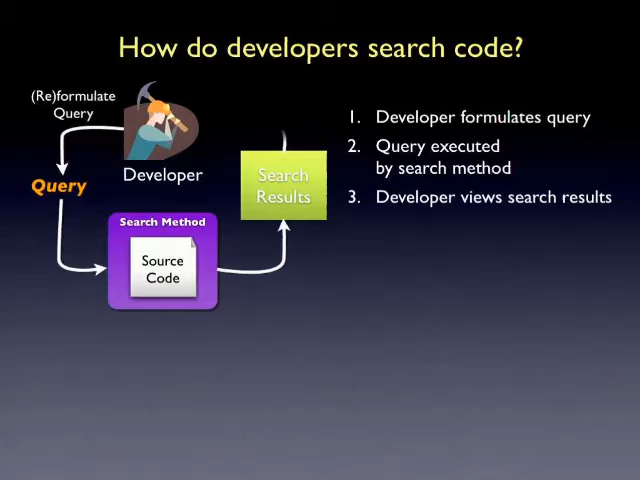 How do developers search code?
(Re)formulate
Query
Developer
Query
Search Method
Source
Code
Search
Results
1. Developer formulates query
2. Query executed
by search method
3. Developer views search results